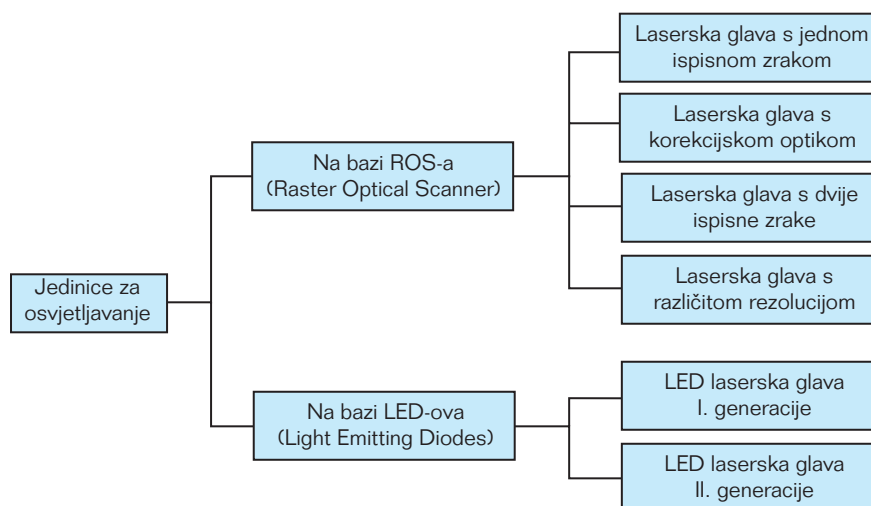 Jedinice za
osvjetljavanje
Na bazi ROS-a
(Raster Optical Scanner)
Laserska glava s jednom
ispisnom zrakom
Laserska glava s
korekcijskom optikom
Laserska glava s dvije
ispisne zrake
Laserska glava s
različitom rezolucijom
Na bazi LED-ova
(Light Emitting Diodes)
LED laserska glava
I. generacije
LED laserska glava
II. generacije